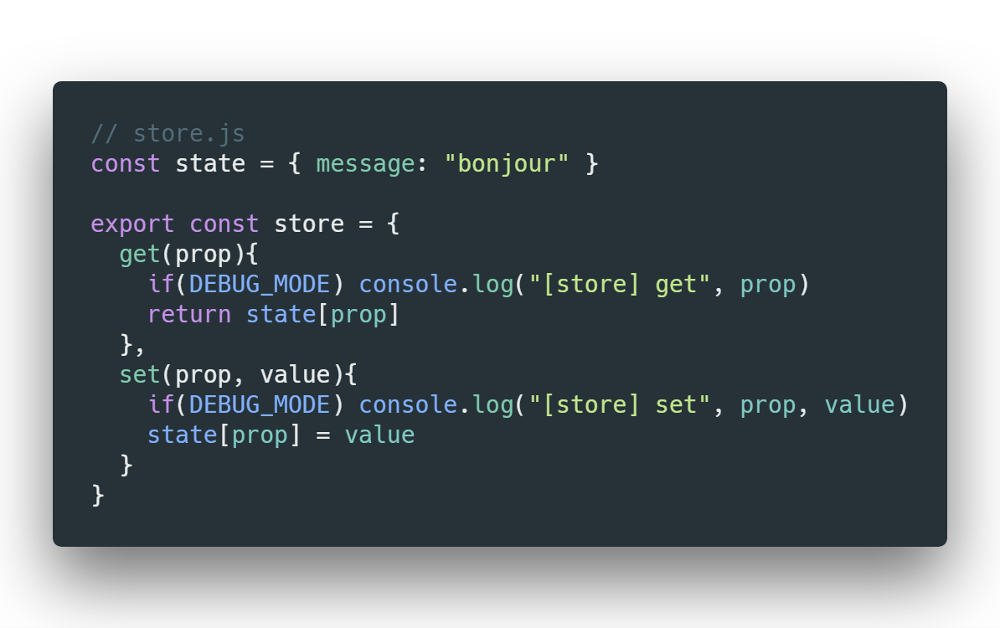 // store.js
const state = { message: "bonjour" }

export const store = {
  get(prop){
    if(DEBUG_MODE) console.log("[store] get", prop)
    return state[prop]
  },
  set(prop, value){
    if(DEBUG_MODE) console.log("[store] set", prop, value)
    state[prop] = value
  }
}